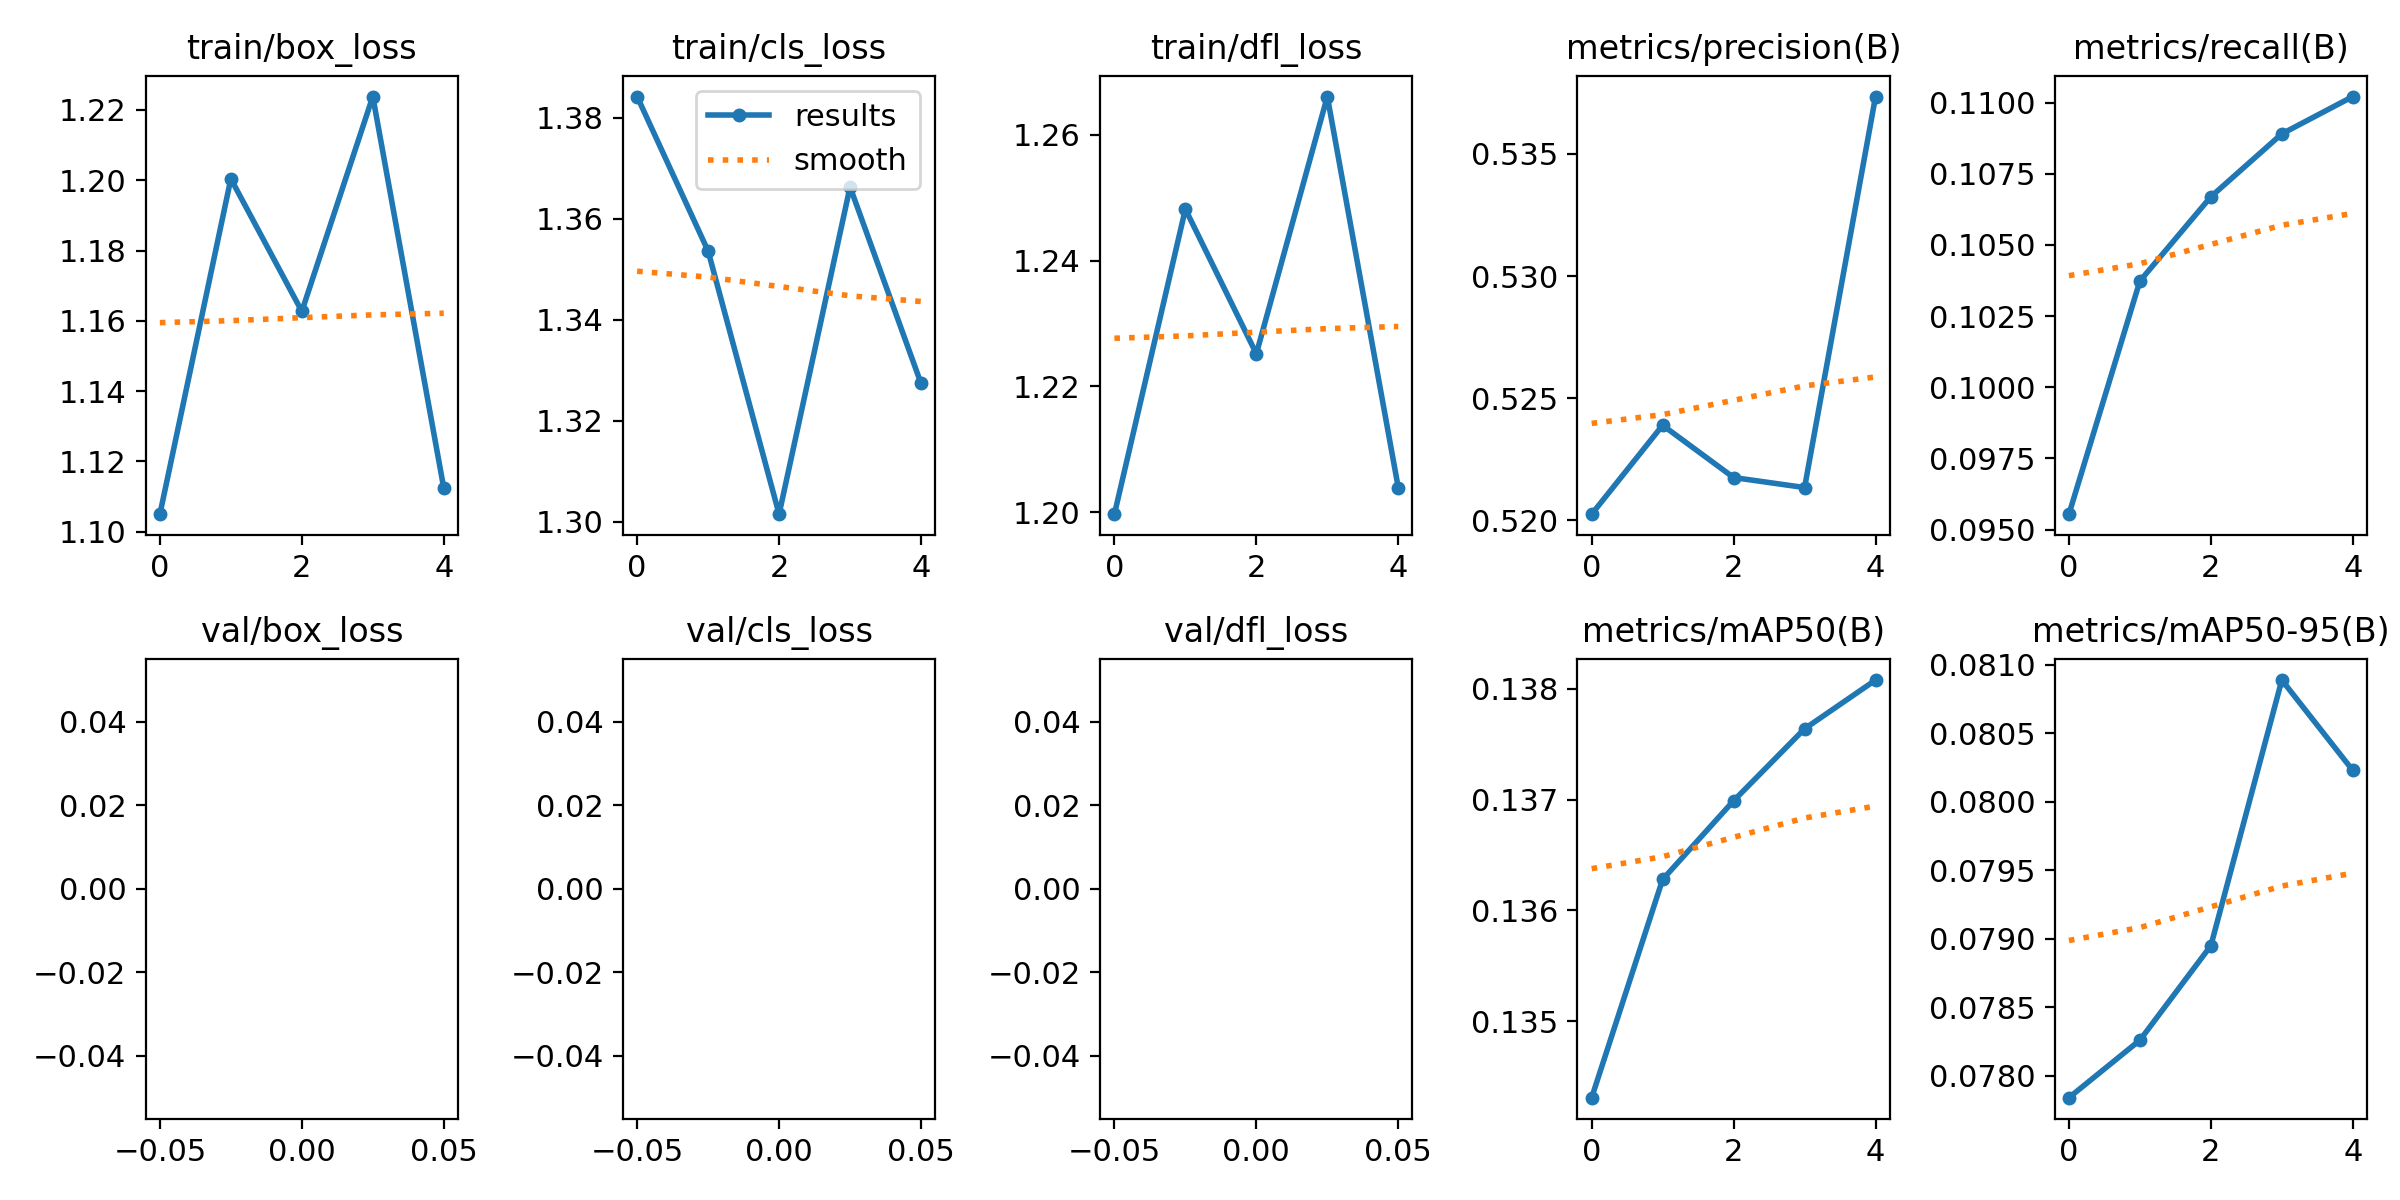 train/box_loss
train/cls_loss
train/dfl_loss
metrics/precision(B)
metrics/recall(B)
1.22
1.20
1.18
1.16
1.14
1.12
1.10
0 2 4
1.38
1.36
1.34
1.32
1.30
results
smooth
0 2 4
1.26
1.24
1.22
1.20
0 2 4
0.535
0.530
0.525
0.520
0 2 4
0.1100
0.1075
0.1050
0.1025
0.1000
0.0975
0.0950
0 2 4
val/box_loss
val/cls_loss
val/dfl_loss
metrics/mAP50(B)
metrics/mAP50-95(B)
0.04
0.02
0.00
−0.02
−0.04
−0.05 0.00 0.05
0.04
0.02
0.00
−0.02
−0.04
−0.05 0.00 0.05
0.04
0.02
0.00
−0.02
−0.04
−0.05 0.00 0.05
0.138
0.137
0.136
0.135
0 2 4
0.0810
0.0805
0.0800
0.0795
0.0790
0.0785
0.0780
0 2 4